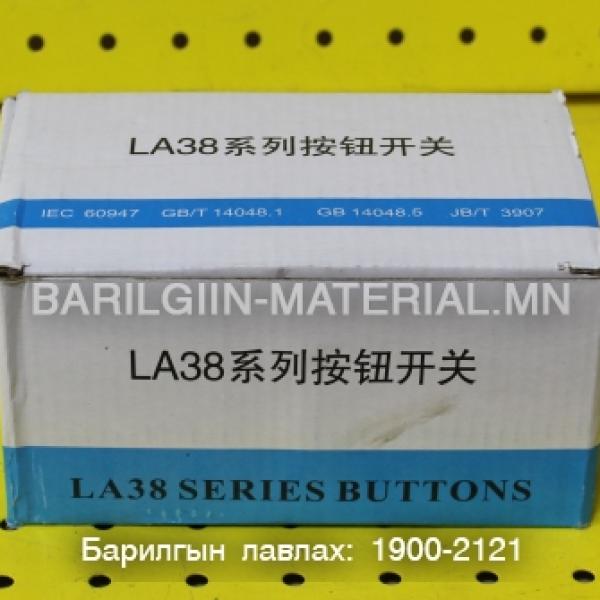 LA38系列按钮开关
IEC 60947 GB/T 14048.1 GB 14048.5 JB/T 3907
BARILGIIN-MATERIAL.MN
LA38系列按钮开关
LA38 SERIES BUTTONS
Барилгын лавлах: 1900-2121